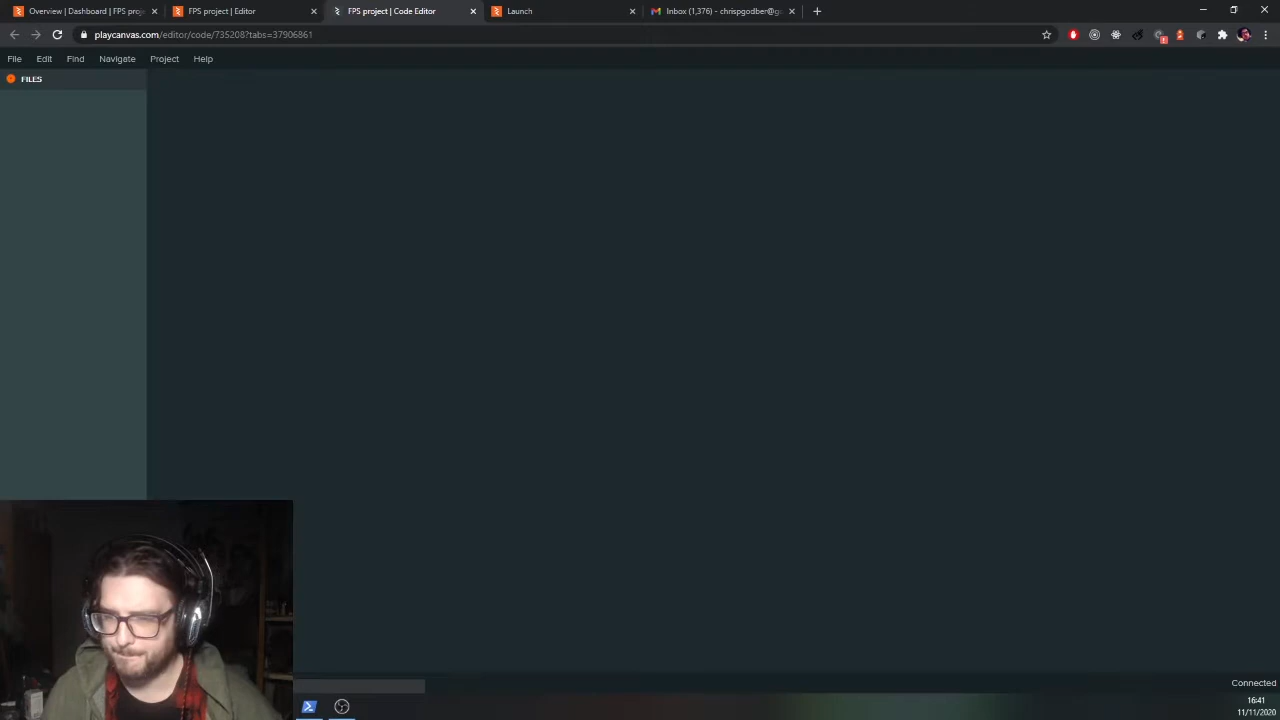 Overview | Dashboard | FPS proje
FPS project | Editor
FPS project | Code Editor
Launch
Inbox (1,376) - chrispgodber@g
playcanvas.com/editor/code/735208?tabs=37906861
File Edit Find Navigate Project Help
FILES
Connected
16:41
11/11/2020